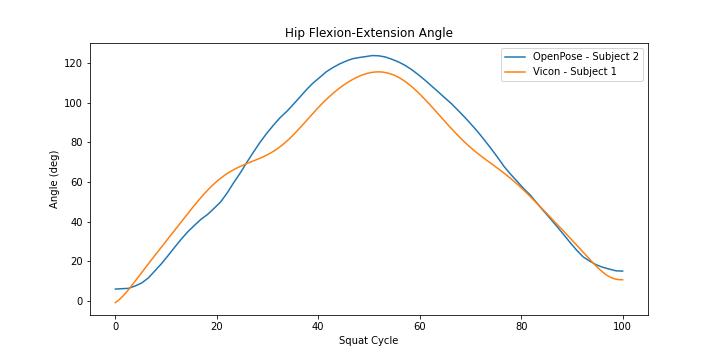 Hip Flexion-Extension Angle
OpenPose - Subject 2
Vicon - Subject 1
120
100
80
60
40
20
0
Angle (deg)
0 20 40 60 80 100
Squat Cycle